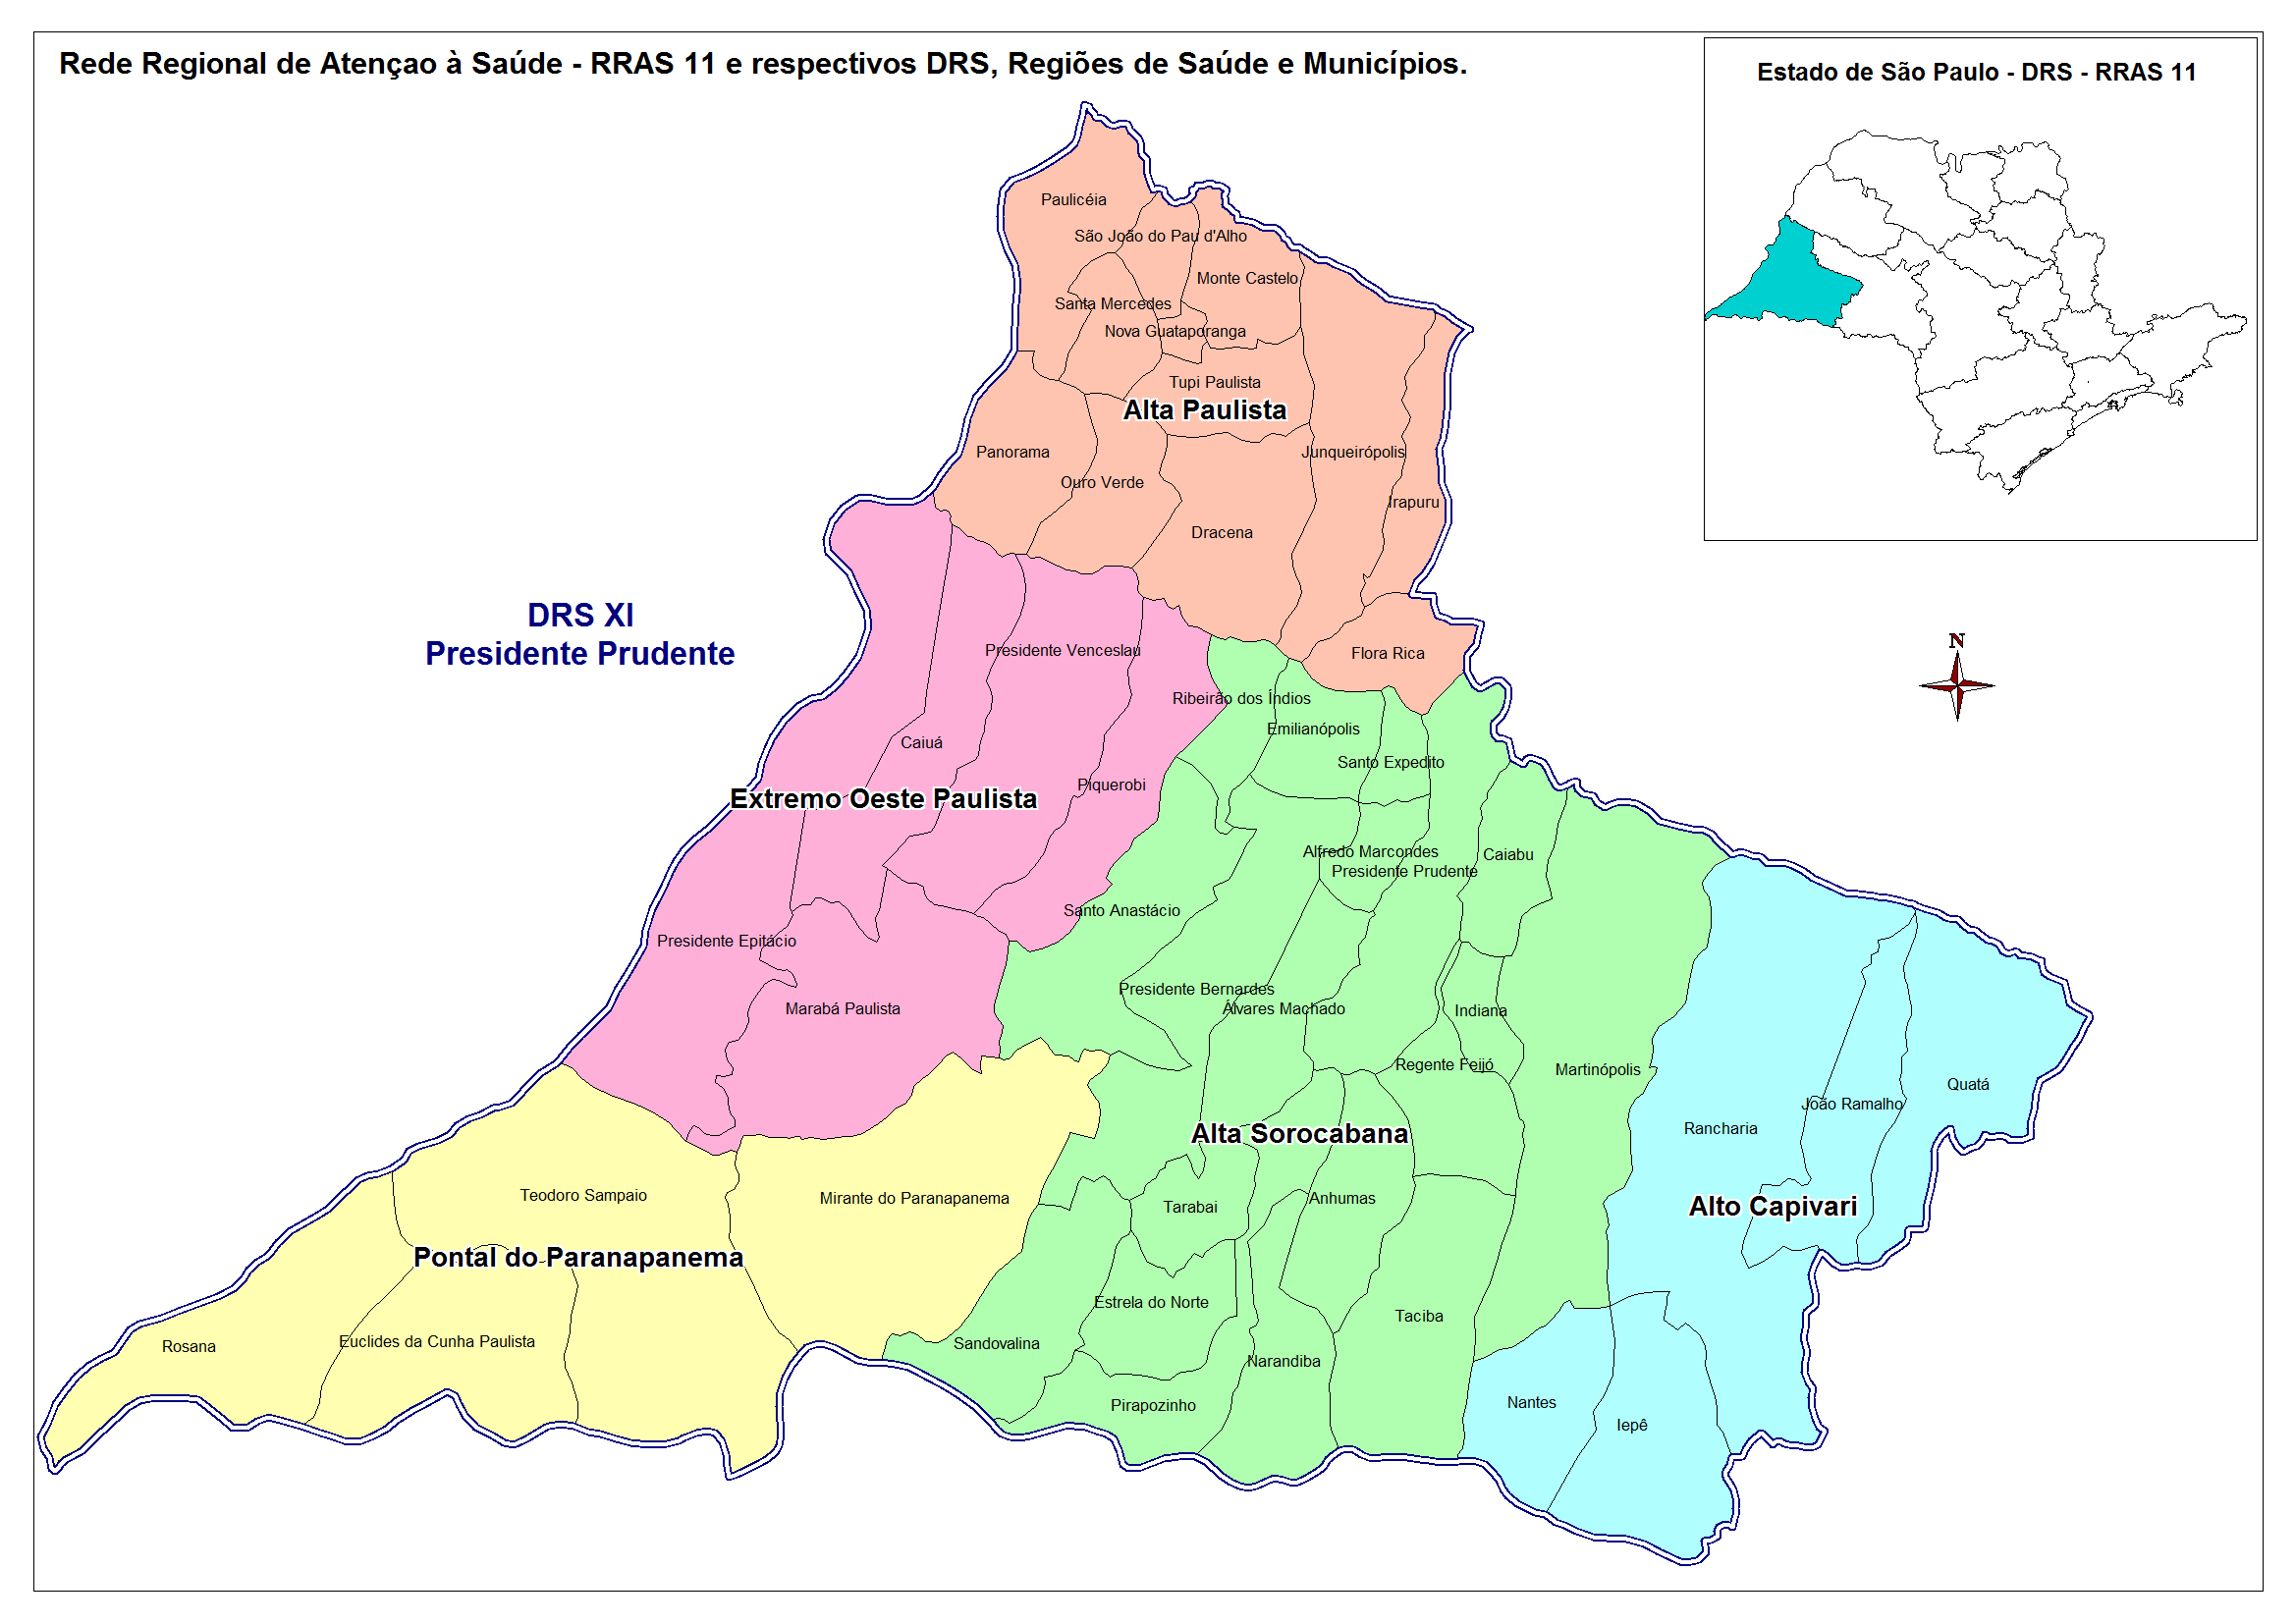 Rede Regional de Atençao à Saúde - RRAS 11 e respectivos DRS, Regiões de Saúde e Municípios.
Estado de São Paulo - DRS - RRAS 11
Paulicéia
São João do Pau d'Alho
Monte Castelo
Santa Mercedes
Nova Guataporanga
Tupi Paulista
Alta Paulista
Panorama
Junqueirópolis
Ouro Verde
Irapuru
Dracena
DRS XI
Presidente Prudente
N
Presidente Venceslau
Flora Rica
Ribeirão dos Índios
Emilianópolis
Caiuá
Santo Expedito
Piquerobi
Extremo Oeste Paulista
Alfredo Marcondes
Caiabu
Presidente Prudente
Santo Anastácio
Presidente Epitácio
Presidente Bernardes
Marabá Paulista
Álvares Machado
Indiana
Regente Feijó
Martinópolis
Quatá
João Ramalho
Rancharia
Alta Sorocabana
Teodoro Sampaio
Mirante do Paranapanema
Anhumas
Tarabai
Alto Capivari
Pontal do Paranapanema
Estrela do Norte
Taciba
Euclides da Cunha Paulista
Sandovalina
Rosana
Narandiba
Nantes
Pirapozinho
Iepê